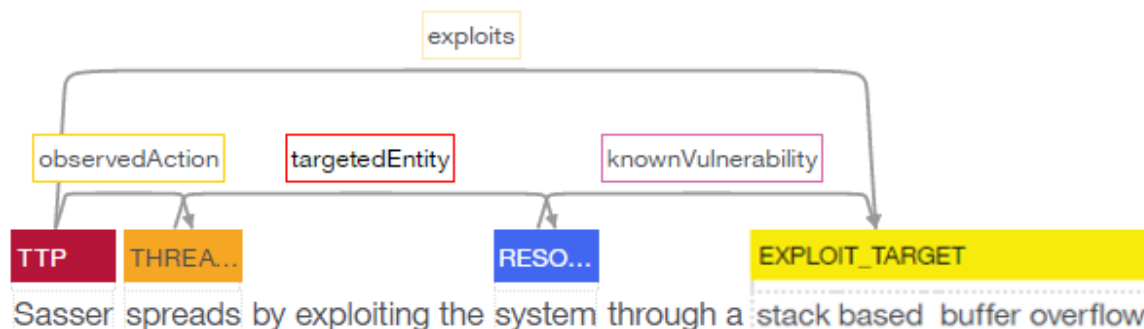 exploits
observedAction targetedEntity knownVulnerability
TTP THREA... RESO... EXPLOIT_TARGET
Sasser spreads by exploiting the system through a stack based buffer overflow